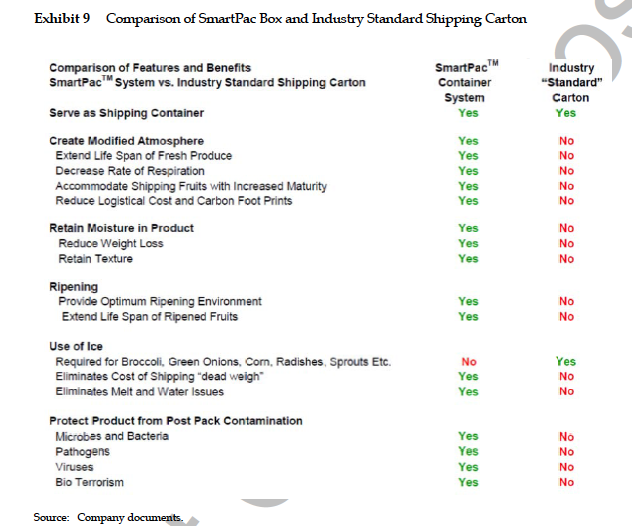 Exhibit 9 Comparison of SmartPac Box and Industry Standard Shipping Carton
Comparison of Features and Benefits
SmartPac™ System vs. Industry Standard Shipping Carton
SmartPac™
Container
System
Industry
"Standard"
Carton
Serve as Shipping Container Yes Yes
Create Modified Atmosphere Yes No
Extend Life Span of Fresh Produce Yes No
Decrease Rate of Respiration Yes No
Accommodate Shipping Fruits with Increased Maturity Yes No
Reduce Logistical Cost and Carbon Foot Prints Yes No
Retain Moisture in Product Yes No
Reduce Weight Loss Yes No
Retain Texture Yes No
Ripening
Provide Optimum Ripening Environment Yes No
Extend Life Span of Ripened Fruits Yes No
Use of Ice
Required for Broccoli, Green Onions, Corn, Radishes, Sprouts Etc. No Yes
Eliminates Cost of Shipping "dead weigh" Yes No
Eliminates Melt and Water Issues Yes No
Protect Product from Post Pack Contamination
Microbes and Bacteria Yes No
Pathogens Yes No
Viruses Yes No
Bio Terrorism Yes No
Source: Company documents.